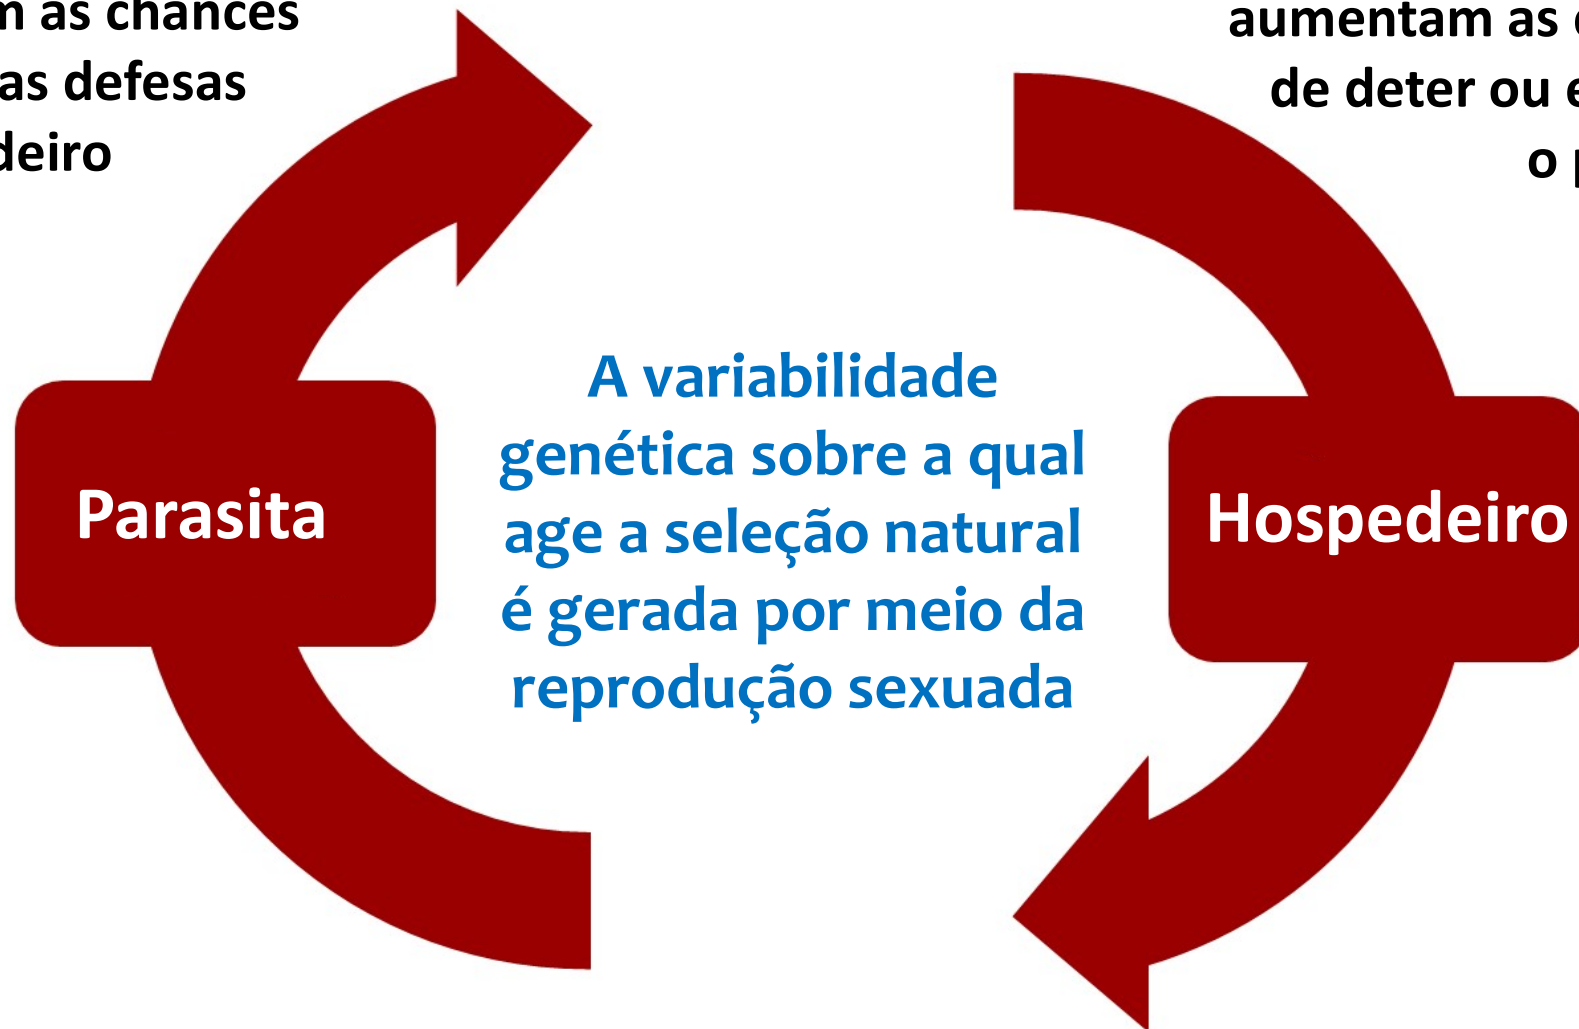 m as chances
as defesas
deiro
aumentam as
de deter ou e
o
A variabilidade
genética sobre a qual
age a seleção natural
é gerada por meio da
reprodução sexuada
Parasita
Hospedeiro